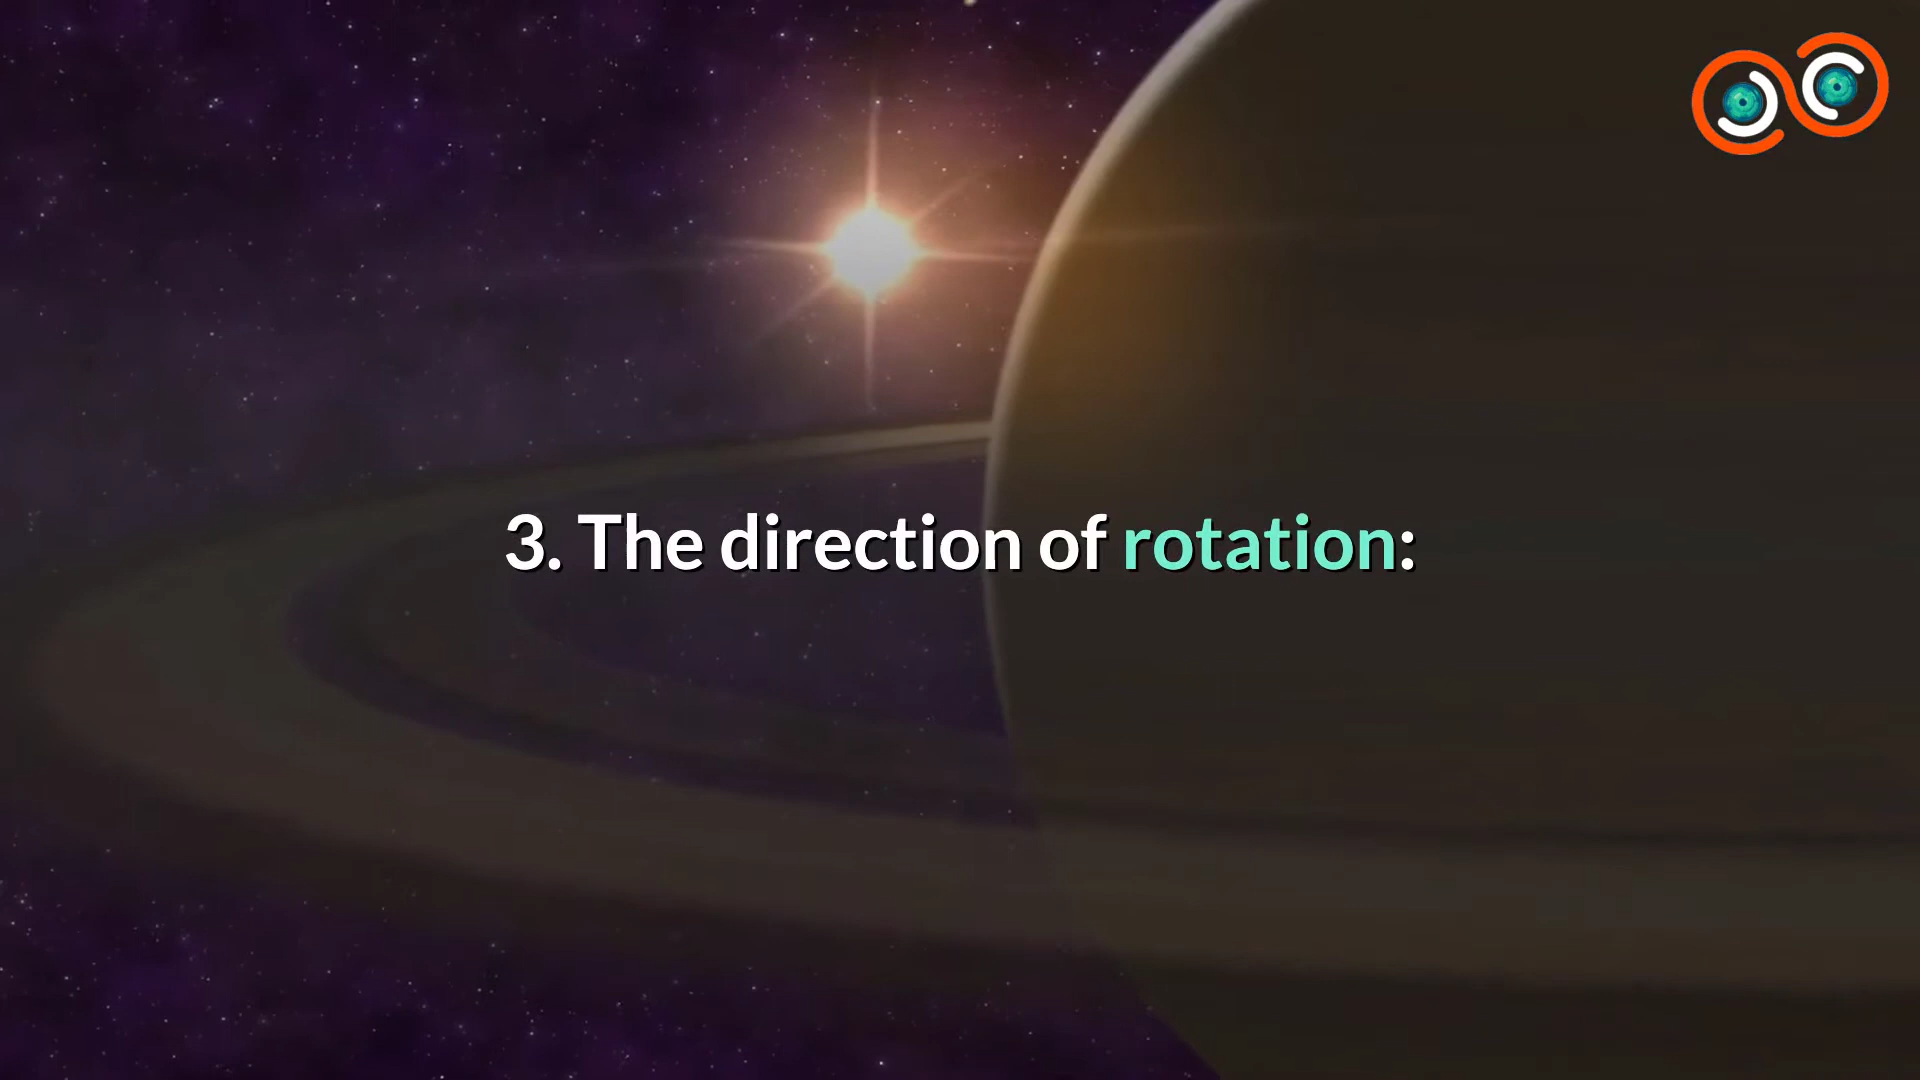 3. The direction of rotation: